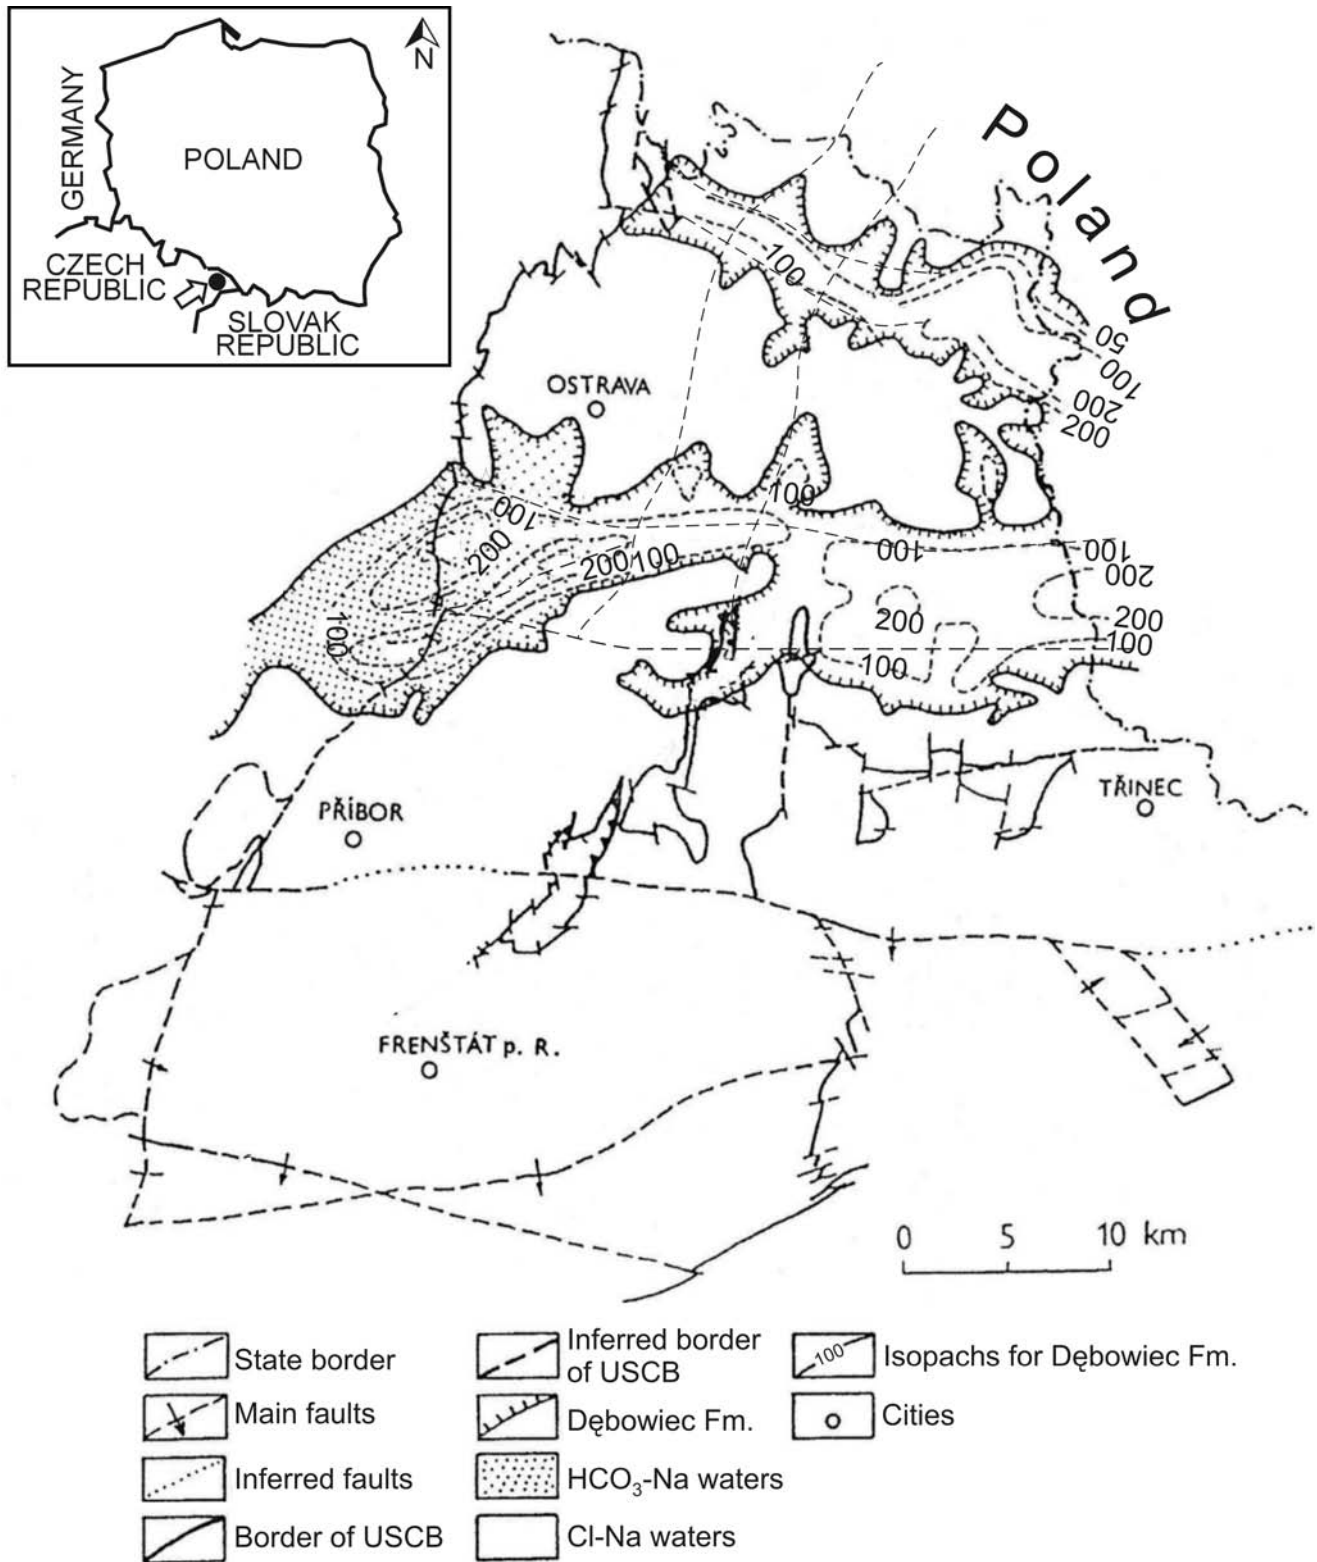 N
GERMANY
POLAND
CZECH
REPUBLIC
SLOVAK
REPUBLIC
Poland
100
50
100
200
200
OSTRAVA
100
100
200
200
100
100
100
200
100
200
200
100
100
PŘÍBOR
TŘINEC
FRENŠTÁT p. R.
0 5 10 km
State border
Main faults
Inferred faults
Border of USCB
Inferred border
of USCB
Dębowiec Fm.
HCO₃-Na waters
Cl-Na waters
100
Isopachs for Dębowiec Fm.
Cities